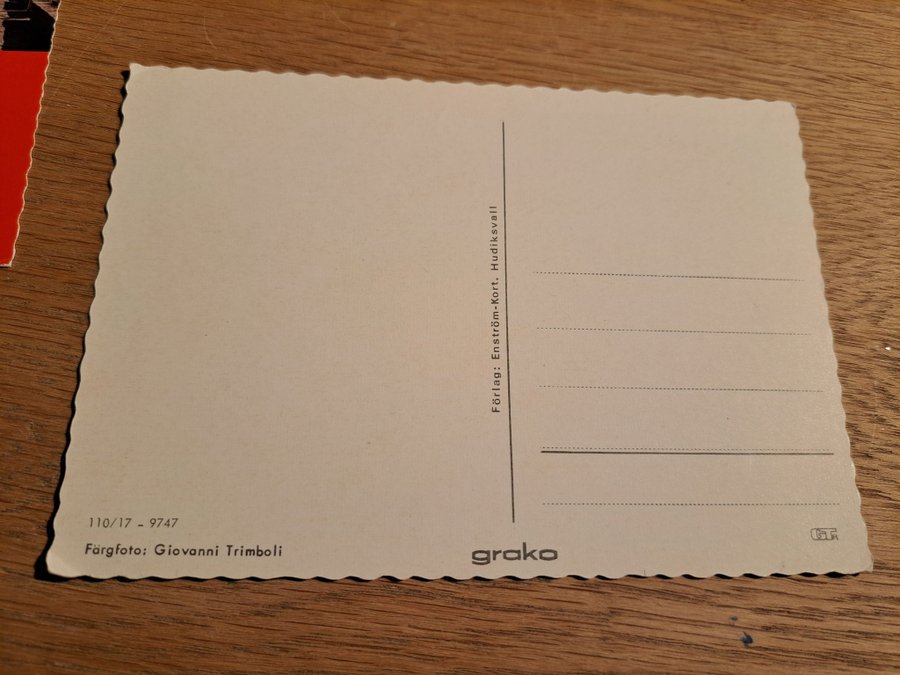 Förlag: Enström-Kort. Hudiksvall
110/17 - 9747
Färgfoto: Giovanni Trimboli
grako